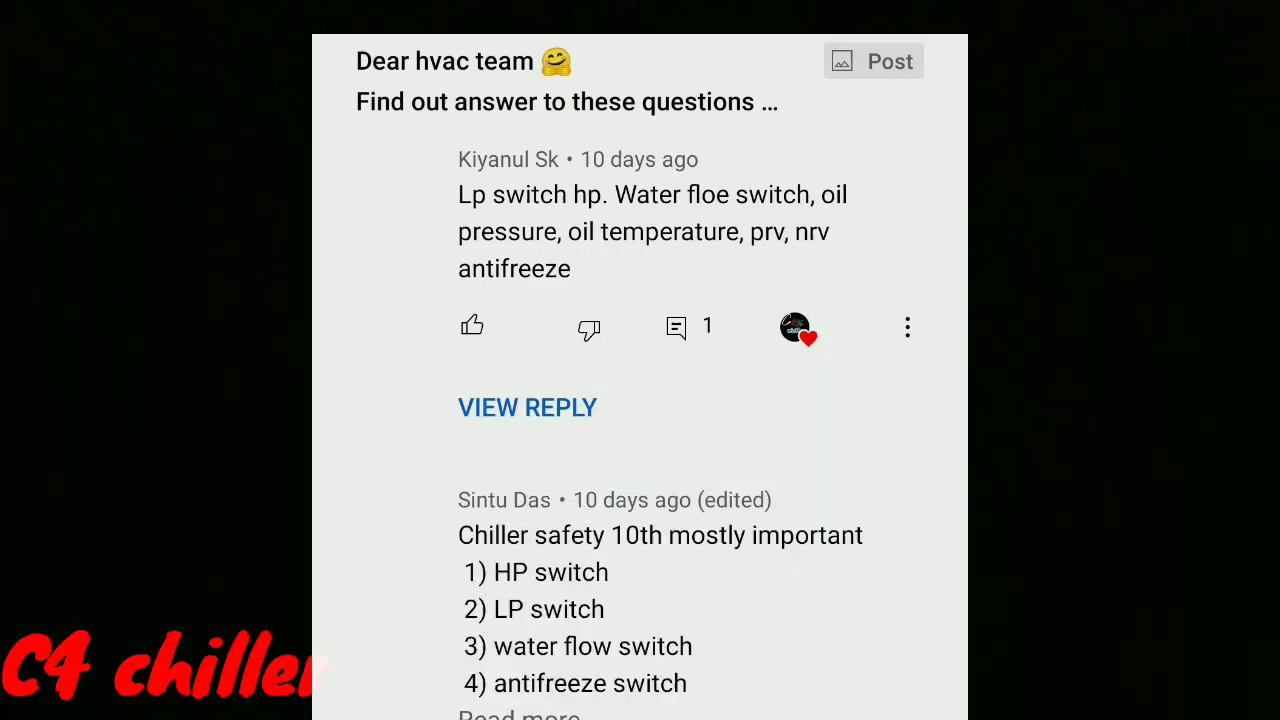 Dear hvac team 🤗
Post
Find out answer to these questions ...
Kiyanul Sk • 10 days ago
Lp switch hp. Water floe switch, oil
pressure, oil temperature, prv, nrv
antifreeze
1
VIEW REPLY
Sintu Das • 10 days ago (edited)
Chiller safety 10th mostly important
1) HP switch
2) LP switch
3) water flow switch
4) antifreeze switch
Read more
C4 chiller